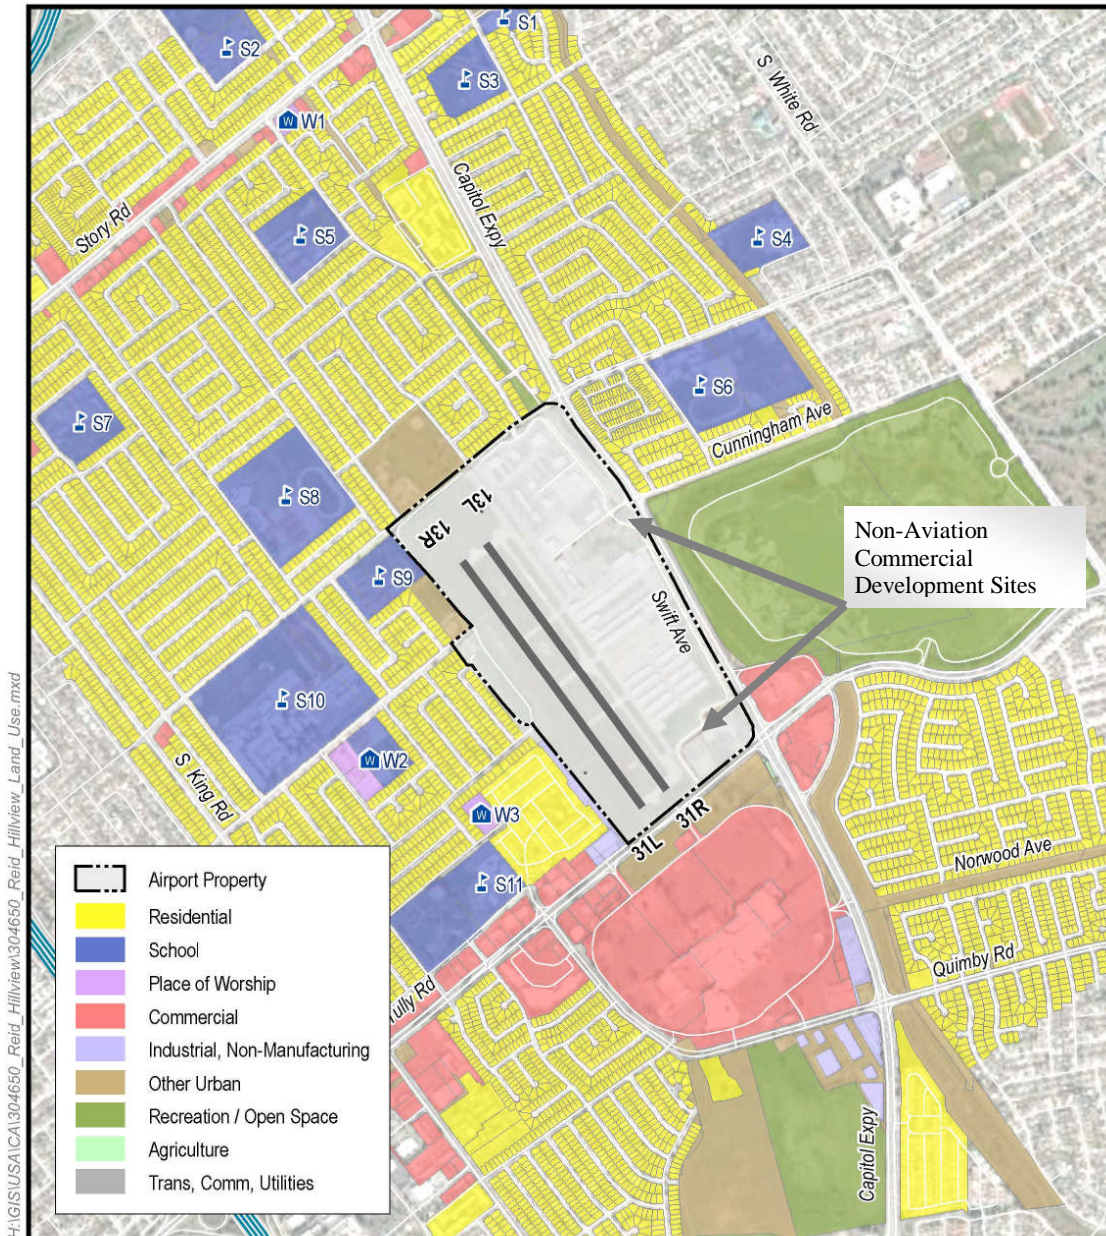 S1
S2
S3
S White Rd
W W1
Capitol Expy
Story Rd
S5
S4
S6
S7
Cunningham Ave
S8
13L
13R
Non-Aviation
Commercial
Development Sites
S9
Swift Ave
S10
W W2
S King Rd
W W3
31R
31L
Norwood Ave
S11
Quimby Rd
Tully Rd
Capitol Expy
Airport Property
Residential
School
Place of Worship
Commercial
Industrial, Non-Manufacturing
Other Urban
Recreation / Open Space
Agriculture
Trans, Comm, Utilities
H:\GIS\USA\CA\304650_Reid_Hillview\304650_Reid_Hillview_Land_Use.mxd